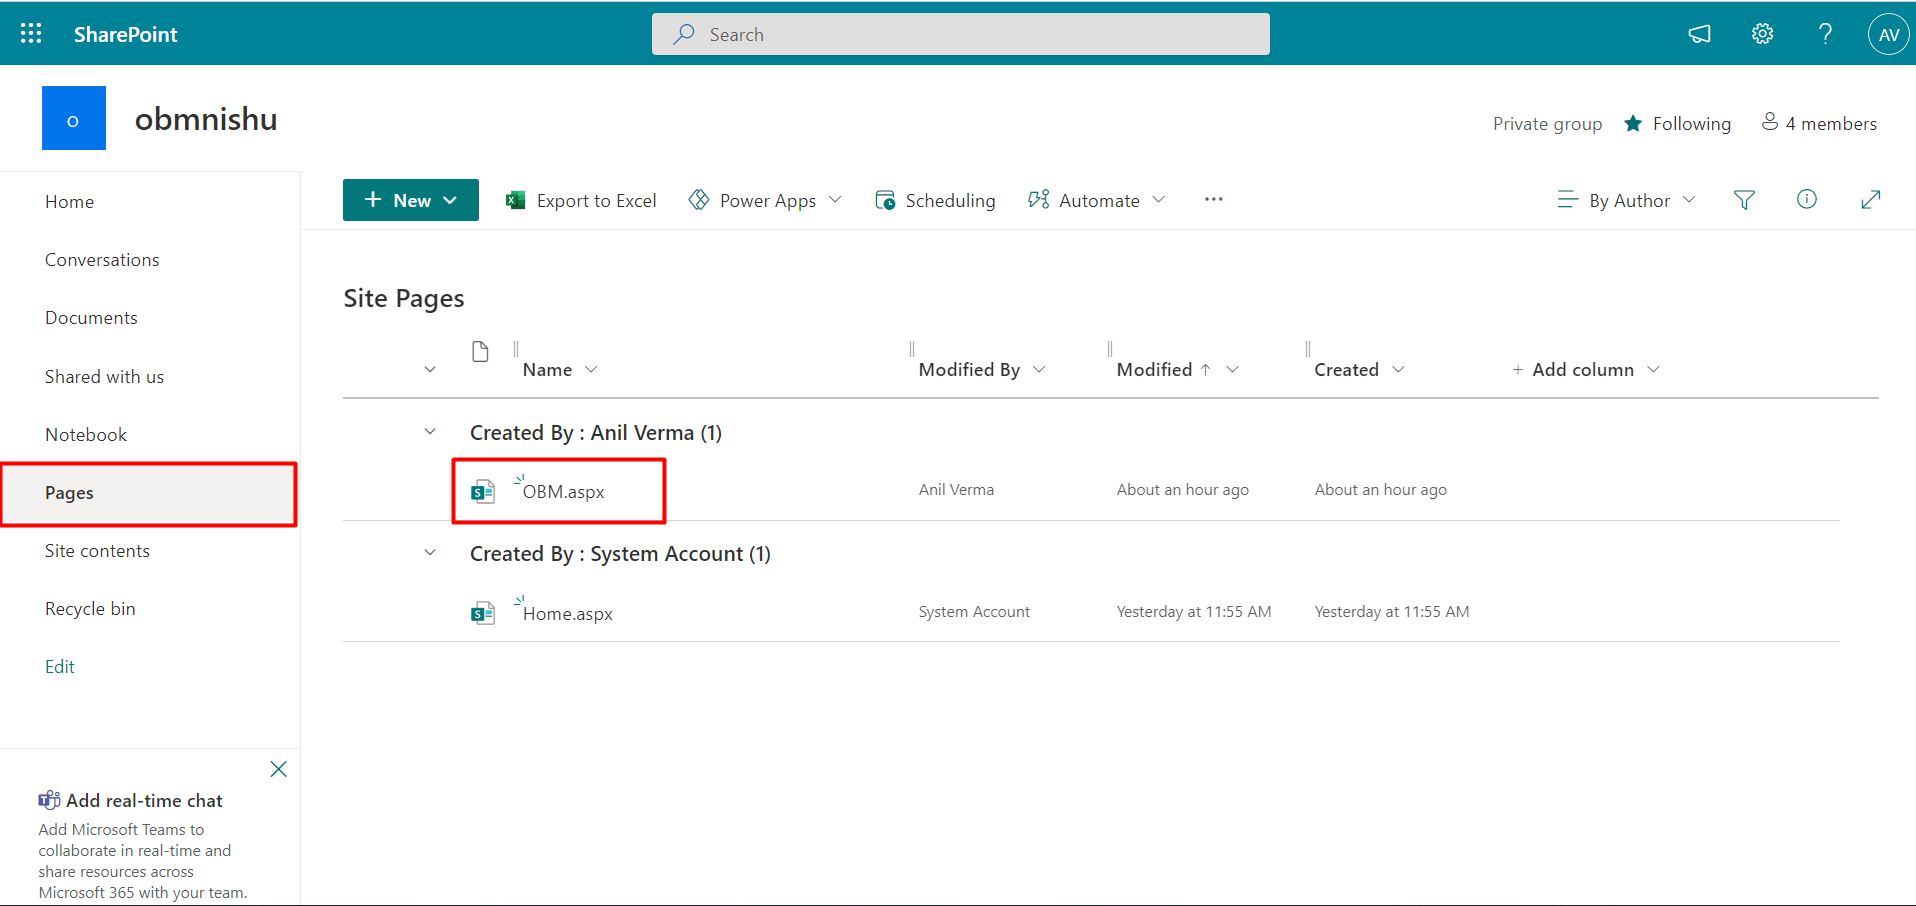 SharePoint
Search
AV
o
obmnishu
Private group
Following
4 members
Home
Conversations
Documents
Shared with us
Notebook
Pages
Site contents
Recycle bin
Edit
+ New
Export to Excel
Power Apps
Scheduling
Automate
...
By Author
Site Pages
Name
Modified By
Modified ↑
Created
+ Add column
Created By : Anil Verma (1)
OBM.aspx
Anil Verma
About an hour ago
About an hour ago
Created By : System Account (1)
Home.aspx
System Account
Yesterday at 11:55 AM
Yesterday at 11:55 AM
Add real-time chat
Add Microsoft Teams to
collaborate in real-time and
share resources across
Microsoft 365 with your team.